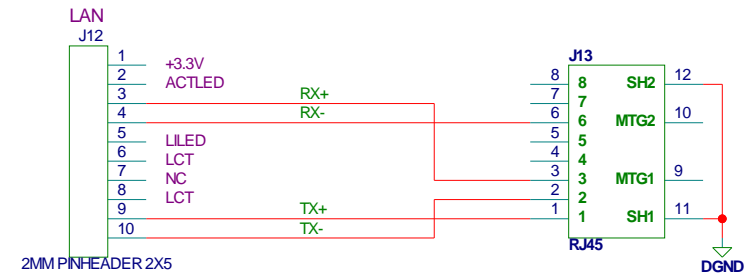 LAN
J12
1 +3.3V
2 ACTLED
3 RX+
4 RX-
5 LILED
6 LCT
7 NC
8 LCT
9 TX+
10 TX-
2MM PINHEADER 2X5
J13
8 8 SH2 12
7 7
6 6 MTG2 10
5 5
4 4
3 3 MTG1 9
2 2
1 1 SH1 11
RJ45
DGND